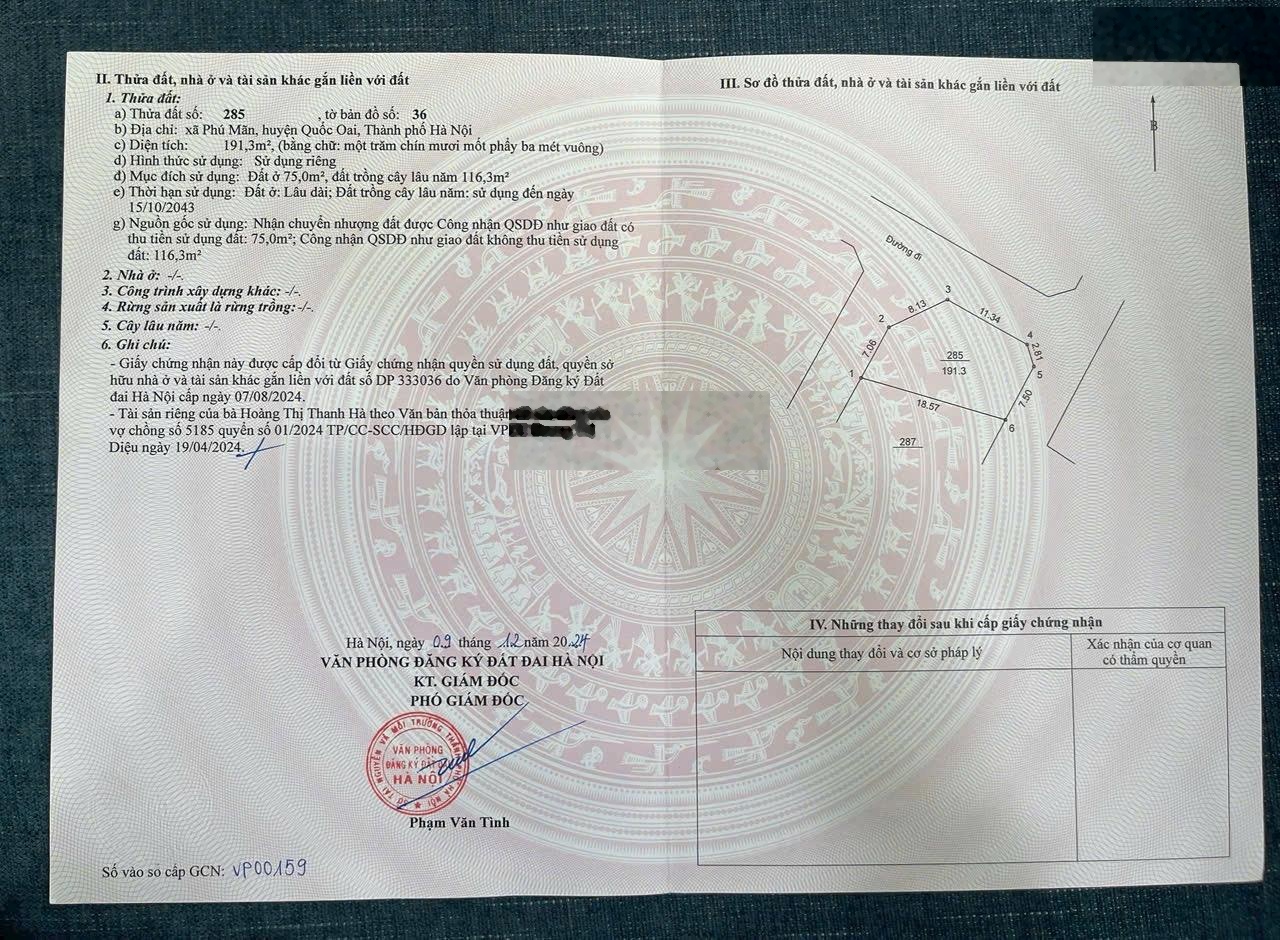 II. Thửa đất, nhà ở và tài sản khác gắn liền với đất
1. Thửa đất:
a) Thửa đất số: 285 , tờ bản đồ số: 36
b) Địa chỉ: xã Phú Mãn, huyện Quốc Oai, Thành phố Hà Nội
c) Diện tích: 191,3m², (bằng chữ: một trăm chín mươi mốt phẩy ba mét vuông)
d) Hình thức sử dụng: Sử dụng riêng
đ) Mục đích sử dụng: Đất ở 75,0m², đất trồng cây lâu năm 116,3m²
e) Thời hạn sử dụng: Đất ở: Lâu dài; Đất trồng cây lâu năm: sử dụng đến ngày
15/10/2043
g) Nguồn gốc sử dụng: Nhận chuyển nhượng đất được Công nhận QSDĐ như giao đất có
thu tiền sử dụng đất: 75,0m²; Công nhận QSDĐ như giao đất không thu tiền sử dụng
đất: 116,3m²
2. Nhà ở: -/-.
3. Công trình xây dựng khác: -/-.
4. Rừng sản xuất là rừng trồng: -/-.
5. Cây lâu năm: -/-.
6. Ghi chú:
- Giấy chứng nhận này được cấp đổi từ Giấy chứng nhận quyền sử dụng đất, quyền sở
hữu nhà ở và tài sản khác gắn liền với đất số DP 333036 do Văn phòng Đăng ký Đất
đai Hà Nội cấp ngày 07/08/2024.
- Tài sản riêng của bà Hoàng Thị Thanh Hà theo Văn bản thỏa thuận
vợ chồng số 5185 quyển số 01/2024 TP/CC-SCC/HĐGD lập tại VP
Diệu ngày 19/04/2024.
Hà Nội, ngày 09 tháng 12 năm 2024
VĂN PHÒNG ĐĂNG KÝ ĐẤT ĐAI HÀ NỘI
KT. GIÁM ĐỐC
PHÓ GIÁM ĐỐC
SỞ TÀI NGUYÊN VÀ MÔI TRƯỜNG THÀNH PHỐ HÀ NỘI
VĂN PHÒNG
ĐĂNG KÝ ĐẤT ĐAI
HÀ NỘI
Phạm Văn Tình
Số vào sổ cấp GCN: VP00159
III. Sơ đồ thửa đất, nhà ở và tài sản khác gắn liền với đất
B
Đường đi
3
8.13
11.34
2
4
2.81
7.06
285
191.3
5
1
7.50
18.57
6
287
IV. Những thay đổi sau khi cấp giấy chứng nhận
Nội dung thay đổi và cơ sở pháp lý
Xác nhận của cơ quan
có thẩm quyền